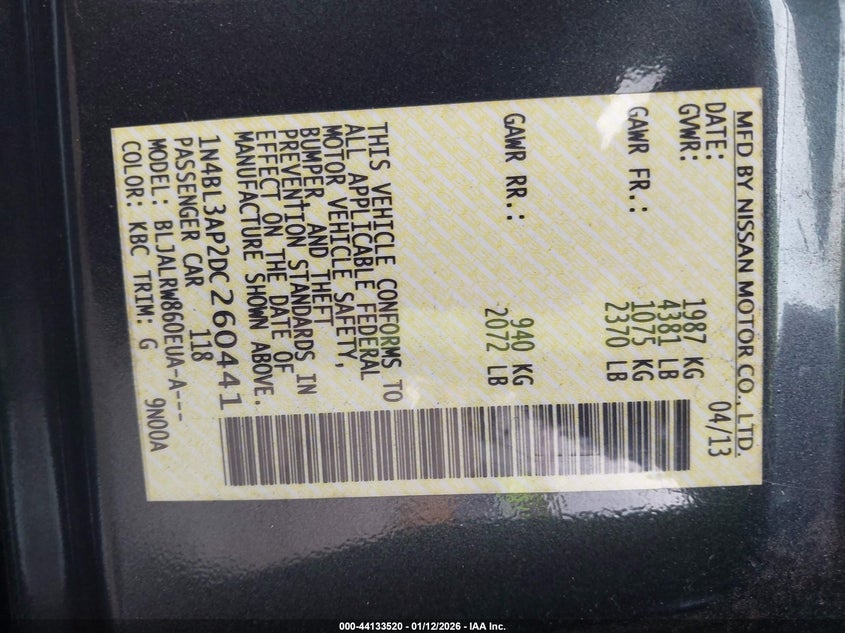 MFD BY NISSAN MOTOR CO., LTD.
DATE: 04/13
GVWR: 1987 KG
4381 LB
GAWR FR.: 1075 KG
2370 LB
GAWR RR.: 940 KG
2072 LB
THIS VEHICLE CONFORMS TO
ALL APPLICABLE FEDERAL
MOTOR VEHICLE SAFETY,
BUMPER, AND THEFT
PREVENTION STANDARDS IN
EFFECT ON THE DATE OF
MANUFACTURE SHOWN ABOVE.
1N4BL3AP2DC260441
PASSENGER CAR 118
MODEL: BLJALRW860EUA-A---
COLOR: KBC TRIM: G 9N00A
000-44133520 - 01/12/2026 - IAA Inc.